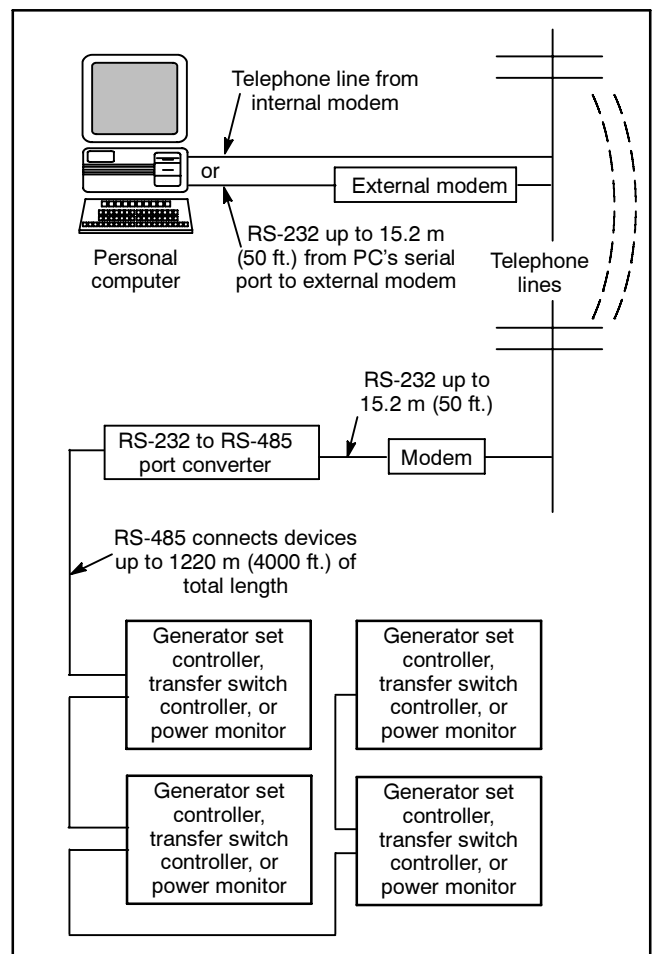 Telephone line from
internal modem
or
External modem
Personal
computer
RS-232 up to 15.2 m
(50 ft.) from PC's serial
port to external modem
Telephone
lines
RS-232 up to
15.2 m (50 ft.)
RS-232 to RS-485
port converter
Modem
RS-485 connects devices
up to 1220 m (4000 ft.) of
total length
Generator set
controller,
transfer switch
controller, or
power monitor
Generator set
controller,
transfer switch
controller, or
power monitor
Generator set
controller,
transfer switch
controller, or
power monitor
Generator set
controller,
transfer switch
controller, or
power monitor